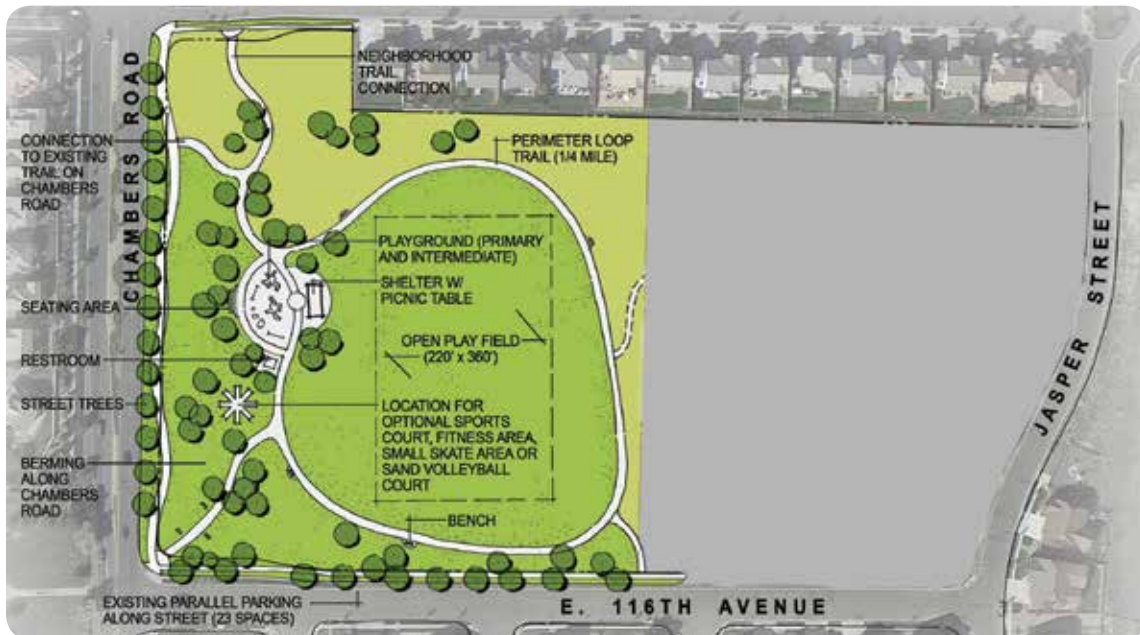 NEIGHBORHOOD
TRAIL
CONNECTION
CHAMBERS ROAD
CONNECTION
TO EXISTING
TRAIL ON
CHAMBERS
ROAD
PERIMETER LOOP
TRAIL (1/4 MILE)
JASPER STREET
PLAYGROUND (PRIMARY
AND INTERMEDIATE)
SHELTER W/
PICNIC TABLE
SEATING AREA
OPEN PLAY FIELD
(220' x 360')
RESTROOM
STREET TREES
LOCATION FOR
OPTIONAL SPORTS
COURT, FITNESS AREA,
SMALL SKATE AREA OR
SAND VOLLEYBALL
COURT
BERMING
ALONG
CHAMBERS
ROAD
BENCH
EXISTING PARALLEL PARKING
ALONG STREET (23 SPACES)
E. 116TH AVENUE